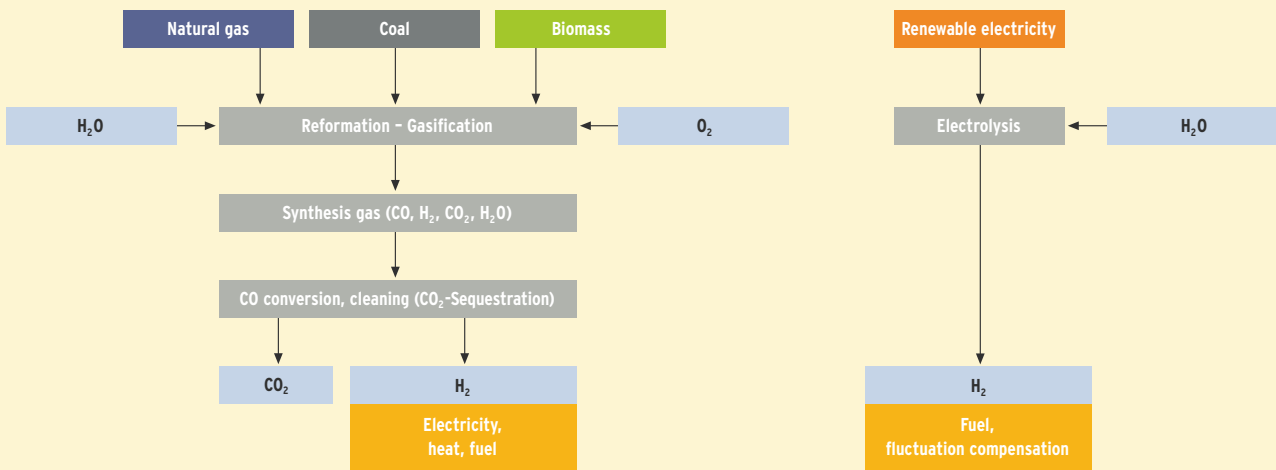 Natural gas
Coal
Biomass
Renewable electricity
H₂O
Reformation – Gasification
O₂
Electrolysis
H₂O
Synthesis gas (CO, H₂, CO₂, H₂O)
CO conversion, cleaning (CO₂-Sequestration)
CO₂
H₂
H₂
Electricity,
heat, fuel
Fuel,
fluctuation compensation